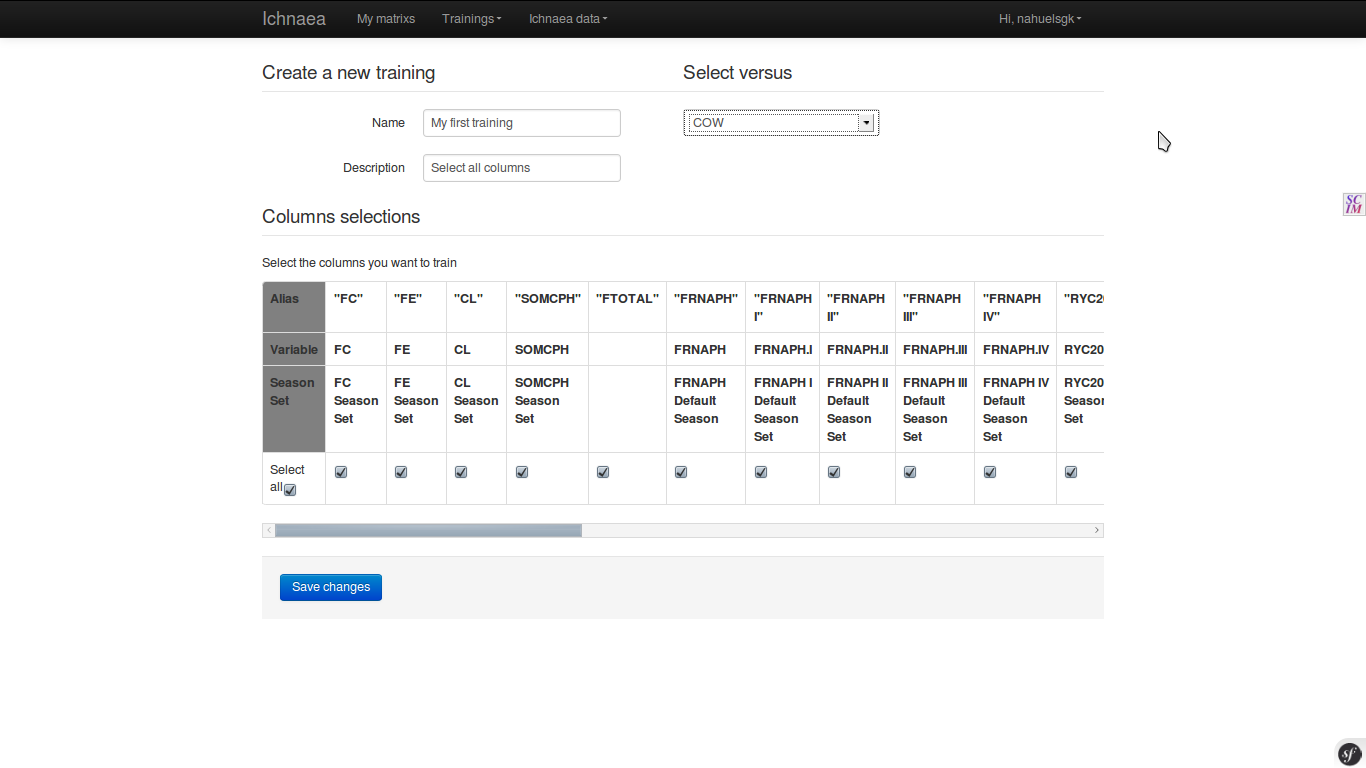 Ichnaea My matrixs Trainings Ichnaea data Hi, nahuelsgk
Create a new training Select versus
Name My first training COW
Description Select all columns
SC
IM
Columns selections
Select the columns you want to train
Alias "FC" "FE" "CL" "SOMCPH" "FTOTAL" "FRNAPH" "FRNAPH "FRNAPH "FRNAPH "FRNAPH "RYC20
I" II" III" IV"
Variable FC FE CL SOMCPH FRNAPH FRNAPH.I FRNAPH.II FRNAPH.III FRNAPH.IV RYC20
Season FC FE CL SOMCPH FRNAPH FRNAPH I FRNAPH II FRNAPH III FRNAPH IV RYC20
Set Season Season Season Season Default Default Default Default Default Season
Set Set Set Set Season Season Season Season Season Set
Set Set Set Set
Select
all
Save changes
sf